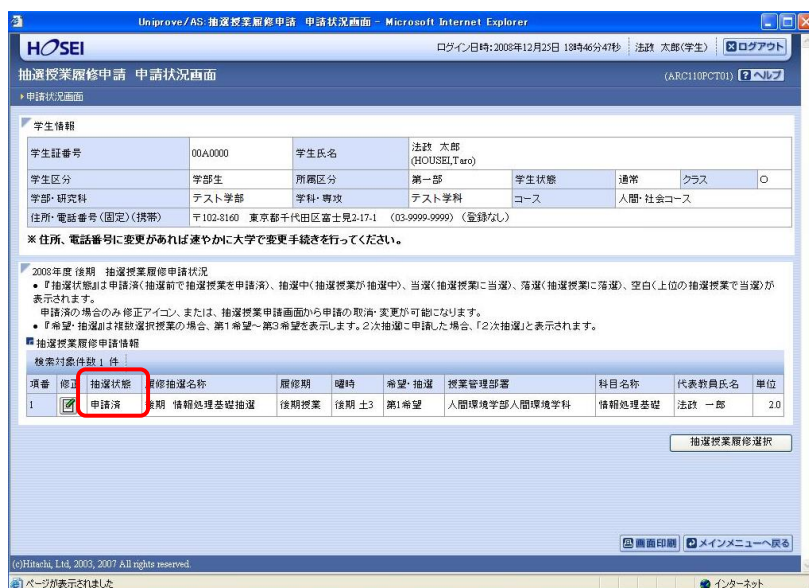 Uniprove/AS:抽選授業履修申請 申請状況画面 - Microsoft Internet Explorer
HOSEI
ログイン日時:2008年12月25日 18時46分47秒 法政 太郎(学生) ログアウト
抽選授業履修申請 申請状況画面
(ARC110PCT01) ? ヘルプ
申請状況画面
学生情報
学生証番号 00A0000 学生氏名 法政 太郎
(HOUSEI,Taro)
学生区分 学部生 所属区分 第一部 学生状態 通常 クラス ○
学部・研究科 テスト学部 学科・専攻 テスト学科 コース 人間・社会コース
住所・電話番号(固定)(携帯) 〒102-8160 東京都千代田区富士見2-17-1 (03-9999-9999) (登録なし)
※住所、電話番号に変更があれば速やかに大学で変更手続きを行ってください。
2008年度 後期 抽選授業履修申請状況
● 『抽選状態』は申請済(抽選前で抽選授業を申請済)、抽選中(抽選授業が抽選中)、当選(抽選授業に当選)、落選(抽選授業に落選)、空白(上位の抽選授業で当選)が
表示されます。
申請済の場合のみ修正アイコン、または、抽選授業申請画面から申請の取消・変更が可能になります。
● 『希望・抽選』は複数選択授業の場合、第1希望～第3希望を表示します。2次抽選に申請した場合、「2次抽選」と表示されます。
抽選授業履修申請情報
検索対象件数 1 件
項番 修正 抽選状態 履修抽選名称 履修期 曜時 希望・抽選 授業管理部署 科目名称 代表教員氏名 単位
1 申請済 後期 情報処理基礎抽選 後期授業 後期 土3 第1希望 人間環境学部人間環境学科 情報処理基礎 法政 一郎 2.0
抽選授業履修選択
画面印刷 メインメニューへ戻る
(c)Hitachi, Ltd, 2003, 2007 All rights reserved.
ページが表示されました インターネット